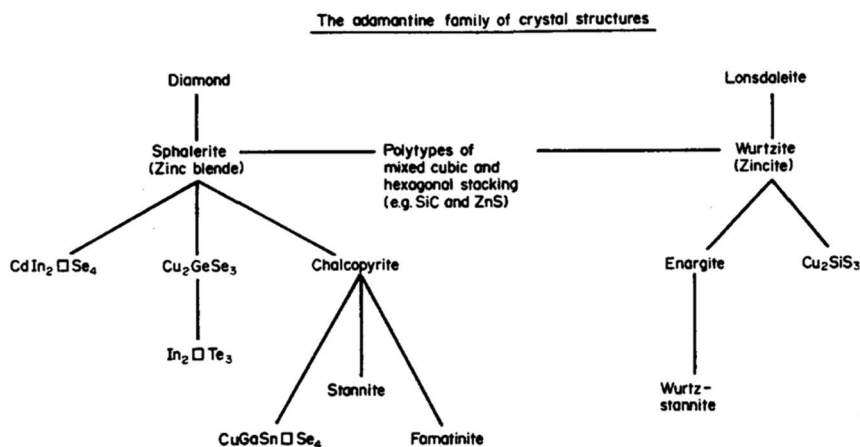 The adamantine family of crystal structures
Diamond
Lonsdaleite
Sphalerite
(Zinc blende)
Polytypes of
mixed cubic and
hexagonal stacking
(e.g. SiC and ZnS)
Wurtzite
(Zincite)
CdIn₂□Se₄
Cu₂GeSe₃
Chalcopyrite
Enargite
Cu₂SiS₃
In₂□Te₃
Stannite
Wurtz-
stannite
CuGaSn□Se₄
Famatinite